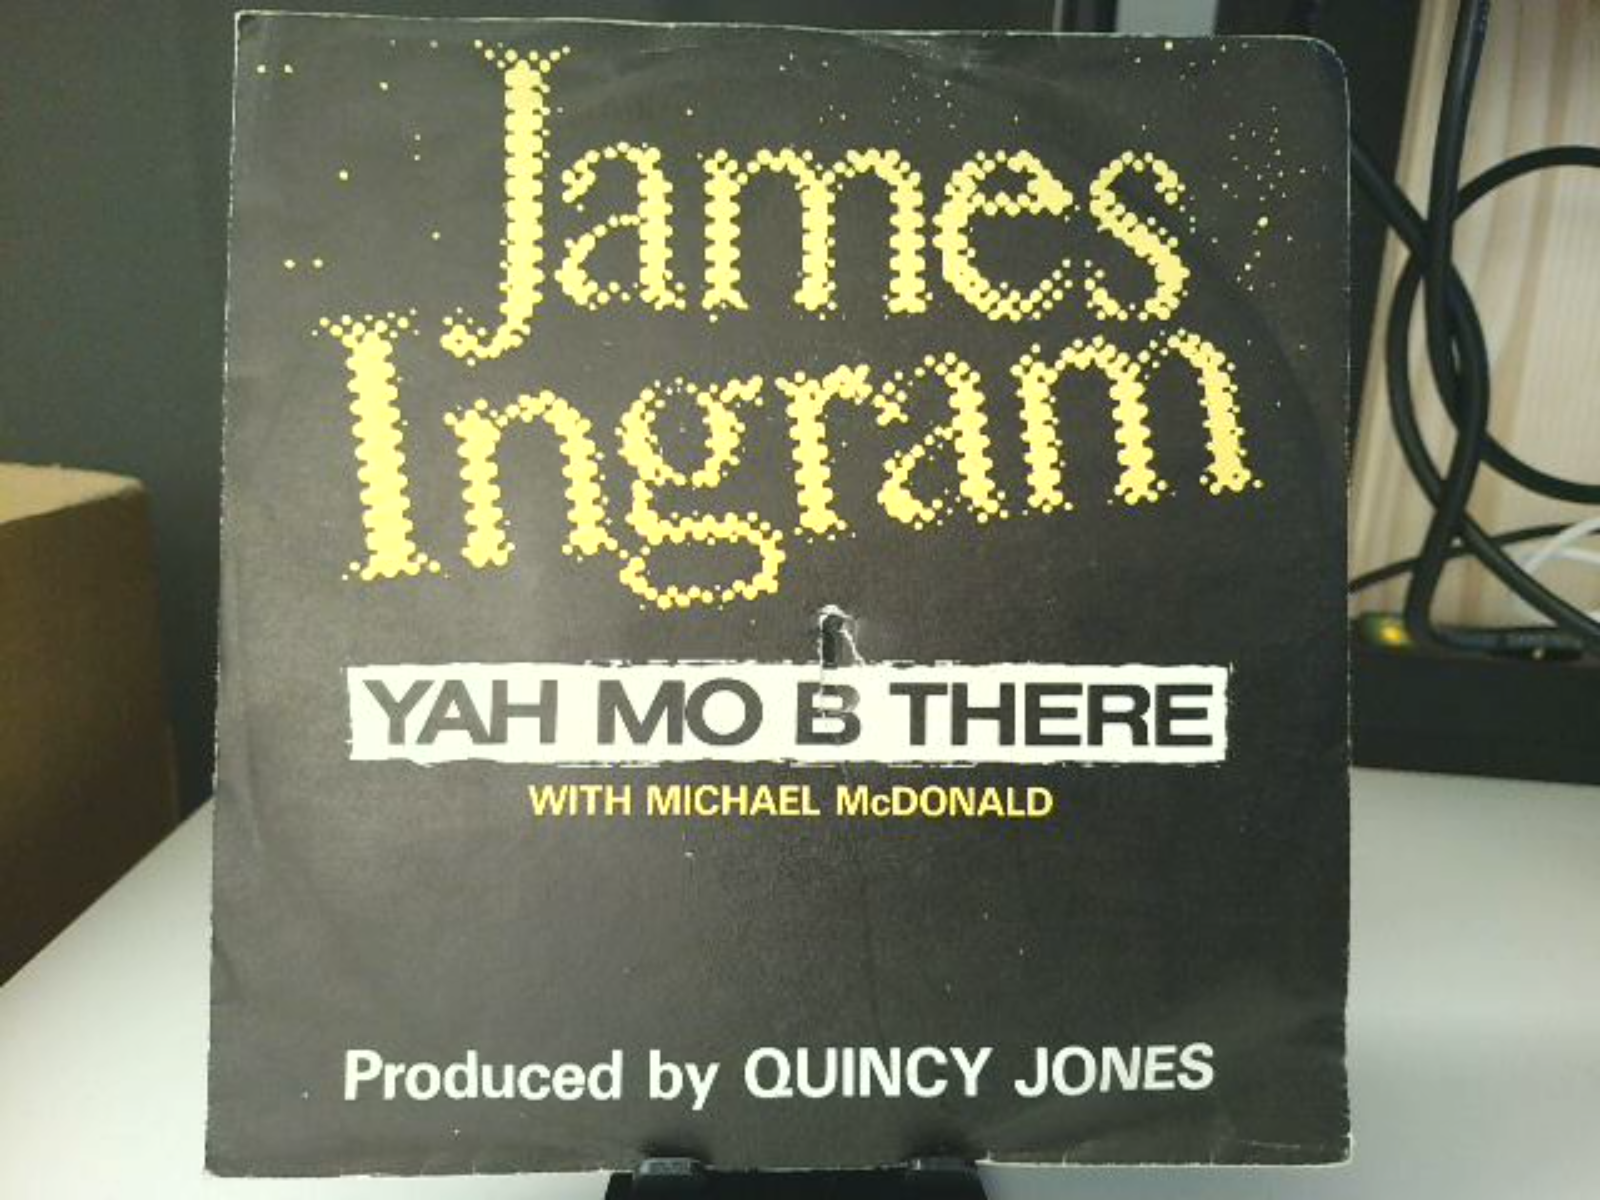 James
Ingram
YAH MO B THERE
WITH MICHAEL McDONALD
Produced by QUINCY JONES